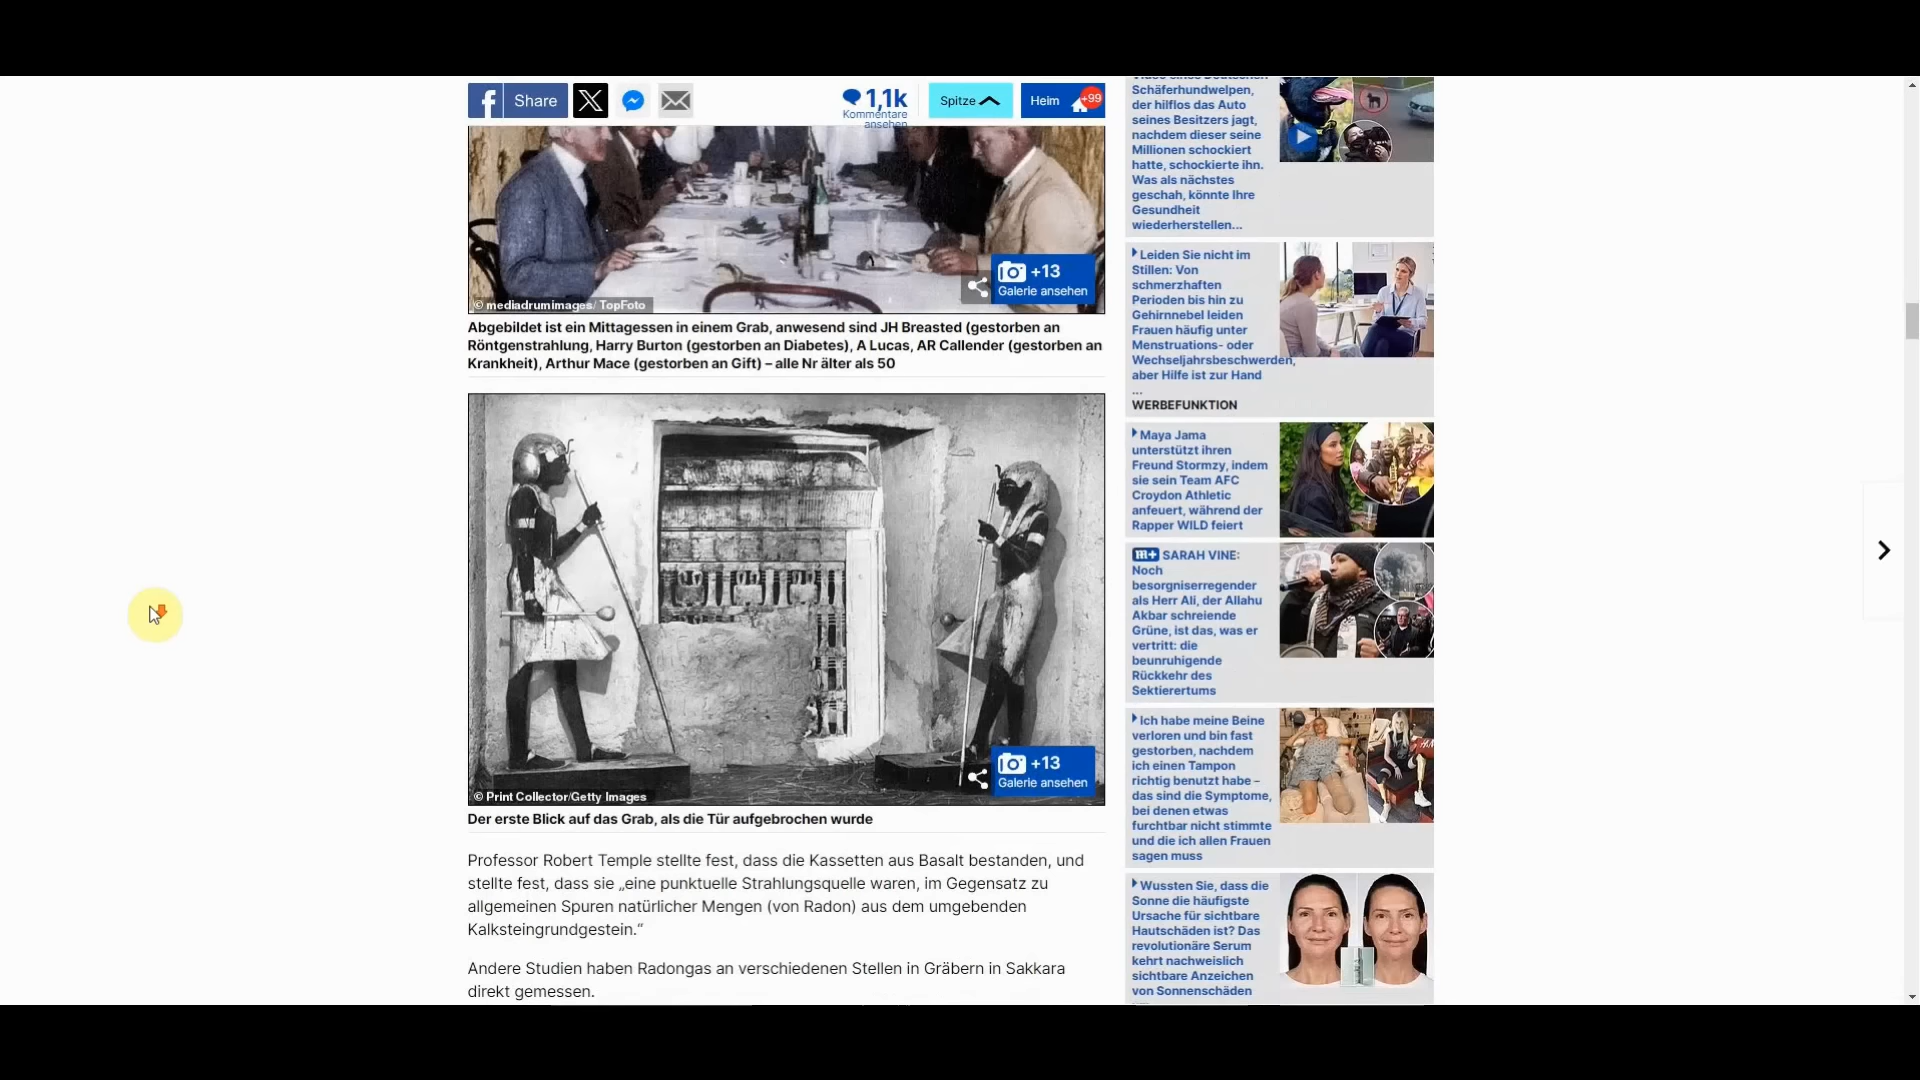 Share
1,1k
Kommentare
ansehen
Spitze
Heim
+99
+13
Galerie ansehen
© mediadrumimages/ TopFoto
Abgebildet ist ein Mittagessen in einem Grab, anwesend sind JH Breasted (gestorben an
Röntgenstrahlung, Harry Burton (gestorben an Diabetes), A Lucas, AR Callender (gestorben an
Krankheit), Arthur Mace (gestorben an Gift) – alle Nr älter als 50
+13
Galerie ansehen
© Print Collector/Getty Images
Der erste Blick auf das Grab, als die Tür aufgebrochen wurde
Professor Robert Temple stellte fest, dass die Kassetten aus Basalt bestanden, und
stellte fest, dass sie „eine punktuelle Strahlungsquelle waren, im Gegensatz zu
allgemeinen Spuren natürlicher Mengen (von Radon) aus dem umgebenden
Kalksteingrundgestein.“
Andere Studien haben Radongas an verschiedenen Stellen in Gräbern in Sakkara
direkt gemessen.
Video eines Deutschen
Schäferhundwelpen,
der hilflos das Auto
seines Besitzers jagt,
nachdem dieser seine
Millionen schockiert
hatte, schockierte ihn.
Was als nächstes
geschah, könnte Ihre
Gesundheit
wiederherstellen...
Leiden Sie nicht im
Stillen: Von
schmerzhaften
Perioden bis hin zu
Gehirnnebel leiden
Frauen häufig unter
Menstruations- oder
Wechseljahrsbeschwerden,
aber Hilfe ist zur Hand
...
WERBEFUNKTION
Maya Jama
unterstützt ihren
Freund Stormzy, indem
sie sein Team AFC
Croydon Athletic
anfeuert, während der
Rapper WILD feiert
m+ SARAH VINE:
Noch
besorgniserregender
als Herr Ali, der Allahu
Akbar schreiende
Grüne, ist das, was er
vertritt: die
beunruhigende
Rückkehr des
Sektierertums
Ich habe meine Beine
verloren und bin fast
gestorben, nachdem
ich einen Tampon
richtig benutzt habe –
das sind die Symptome,
bei denen etwas
furchtbar nicht stimmte
und die ich allen Frauen
sagen muss
Wussten Sie, dass die
Sonne die häufigste
Ursache für sichtbare
Hautschäden ist? Das
revolutionäre Serum
kehrt nachweislich
sichtbare Anzeichen
von Sonnenschäden